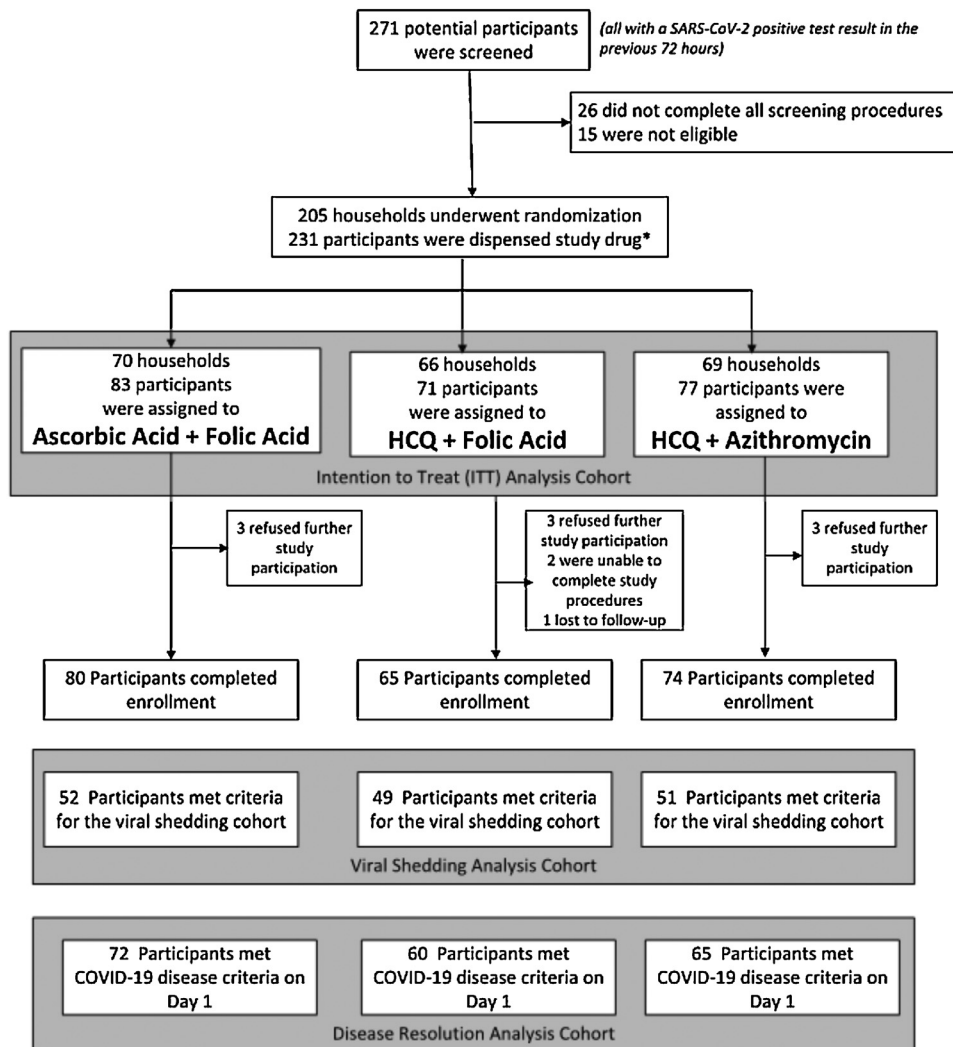 271 potential participants
were screened
(all with a SARS-CoV-2 positive test result in the
previous 72 hours)
26 did not complete all screening procedures
15 were not eligible
205 households underwent randomization
231 participants were dispensed study drug*
70 households
83 participants
were assigned to
Ascorbic Acid + Folic Acid
66 households
71 participants
were assigned to
HCQ + Folic Acid
69 households
77 participants were
assigned to
HCQ + Azithromycin
Intention to Treat (ITT) Analysis Cohort
3 refused further
study
participation
3 refused further
study participation
2 were unable to
complete study
procedures
1 lost to follow-up
3 refused further
study
participation
80 Participants completed
enrollment
65 Participants completed
enrollment
74 Participants completed
enrollment
52 Participants met criteria
for the viral shedding cohort
49 Participants met criteria
for the viral shedding cohort
51 Participants met criteria
for the viral shedding cohort
Viral Shedding Analysis Cohort
72 Participants met
COVID-19 disease criteria on
Day 1
60 Participants met
COVID-19 disease criteria on
Day 1
65 Participants met
COVID-19 disease criteria on
Day 1
Disease Resolution Analysis Cohort